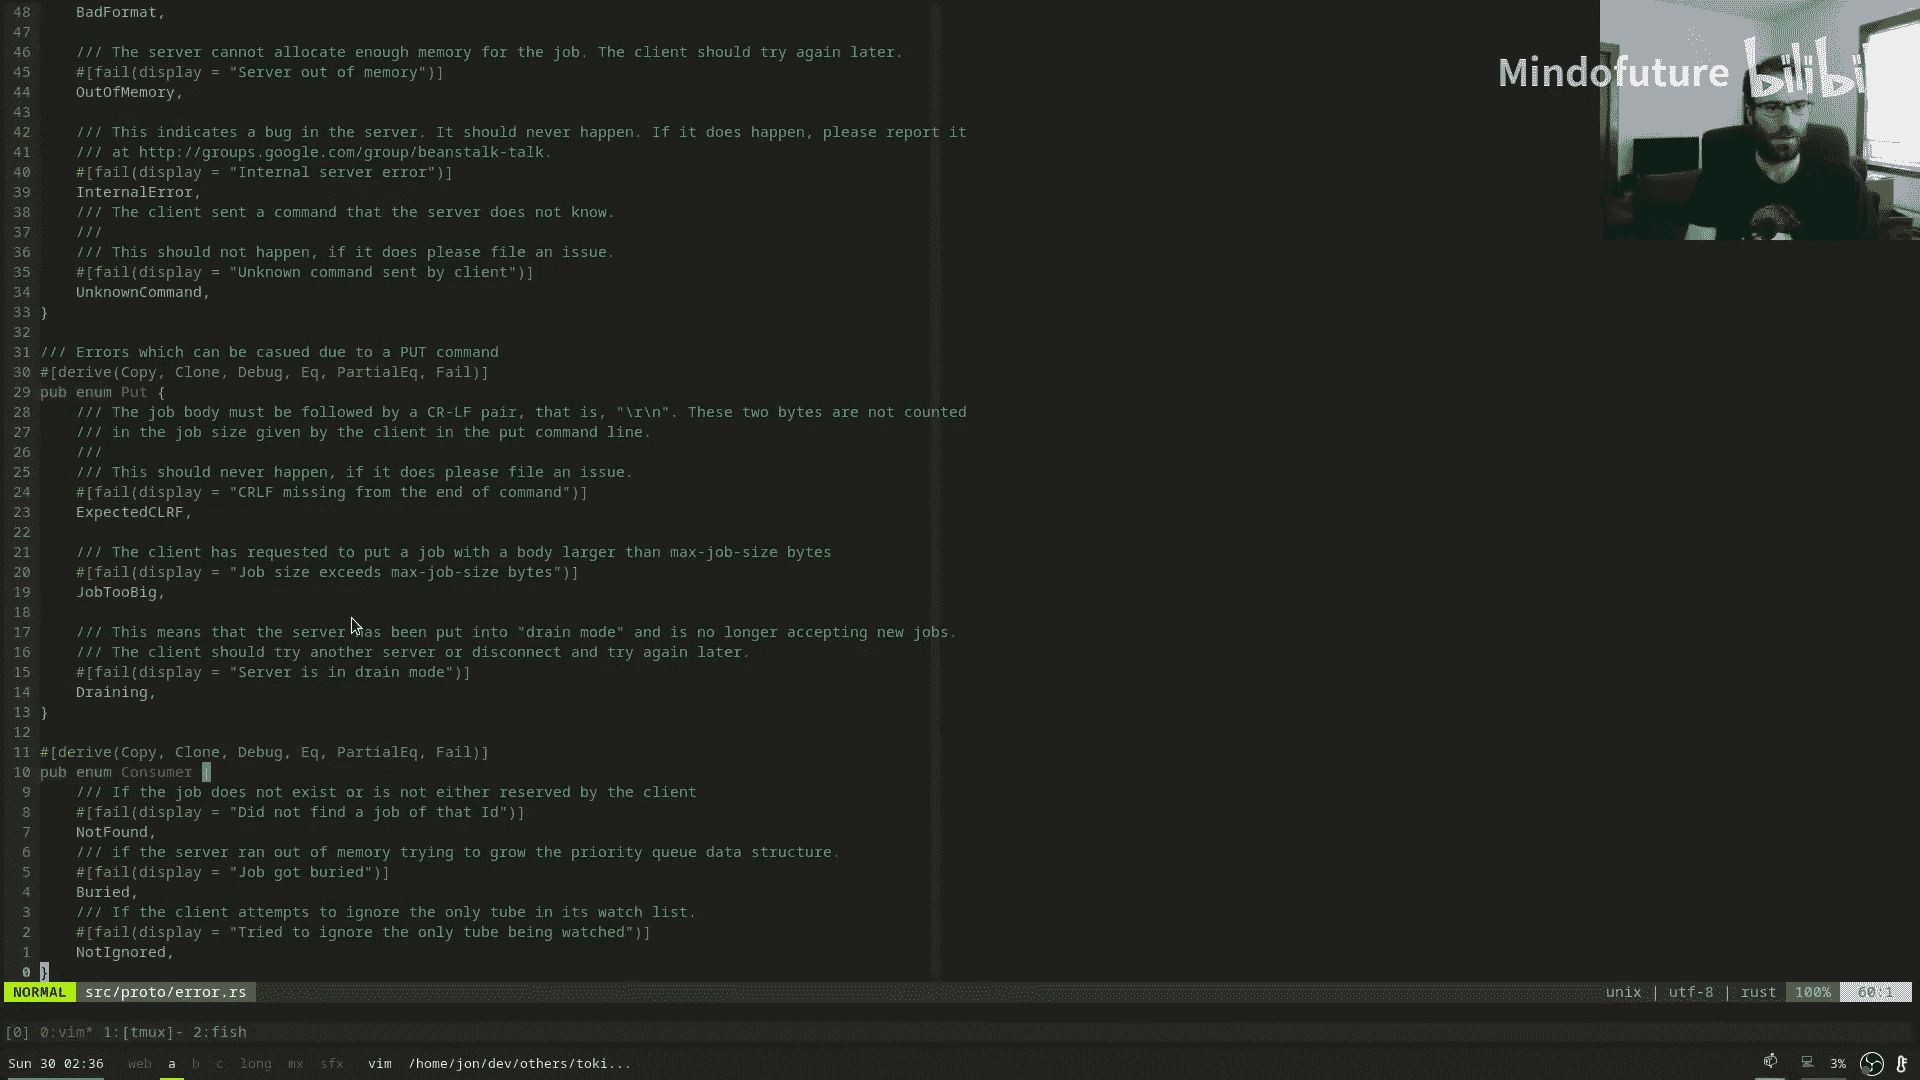 48     BadFormat,
47
46     /// The server cannot allocate enough memory for the job. The client should try again later.
45     #[fail(display = "Server out of memory")]
44     OutOfMemory,
43
42     /// This indicates a bug in the server. It should never happen. If it does happen, please report it
41     /// at http://groups.google.com/group/beanstalk-talk.
40     #[fail(display = "Internal server error")]
39     InternalError,
38     /// The client sent a command that the server does not know.
37     ///
36     /// This should not happen, if it does please file an issue.
35     #[fail(display = "Unknown command sent by client")]
34     UnknownCommand,
33 }
32
31 /// Errors which can be casued due to a PUT command
30 #[derive(Copy, Clone, Debug, Eq, PartialEq, Fail)]
29 pub enum Put {
28     /// The job body must be followed by a CR-LF pair, that is, "\r\n". These two bytes are not counted
27     /// in the job size given by the client in the put command line.
26     ///
25     /// This should never happen, if it does please file an issue.
24     #[fail(display = "CRLF missing from the end of command")]
23     ExpectedCLRF,
22
21     /// The client has requested to put a job with a body larger than max-job-size bytes
20     #[fail(display = "Job size exceeds max-job-size bytes")]
19     JobTooBig,
18
17     /// This means that the server has been put into "drain mode" and is no longer accepting new jobs.
16     /// The client should try another server or disconnect and try again later.
15     #[fail(display = "Server is in drain mode")]
14     Draining,
13 }
12
11 #[derive(Copy, Clone, Debug, Eq, PartialEq, Fail)]
10 pub enum Consumer {
9     /// If the job does not exist or is not either reserved by the client
8     #[fail(display = "Did not find a job of that Id")]
7     NotFound,
6     /// if the server ran out of memory trying to grow the priority queue data structure.
5     #[fail(display = "Job got buried")]
4     Buried,
3     /// If the client attempts to ignore the only tube in its watch list.
2     #[fail(display = "Tried to ignore the only tube being watched")]
1     NotIgnored,
0 }
Mindofuture bilibili
NORMAL src/proto/error.rs unix | utf-8 | rust 100% 60:1
[0] 0:vim* 1:[tmux]- 2:fish
Sun 30 02:36 web a b c long mx sfx vim /home/jon/dev/others/toki... 3%